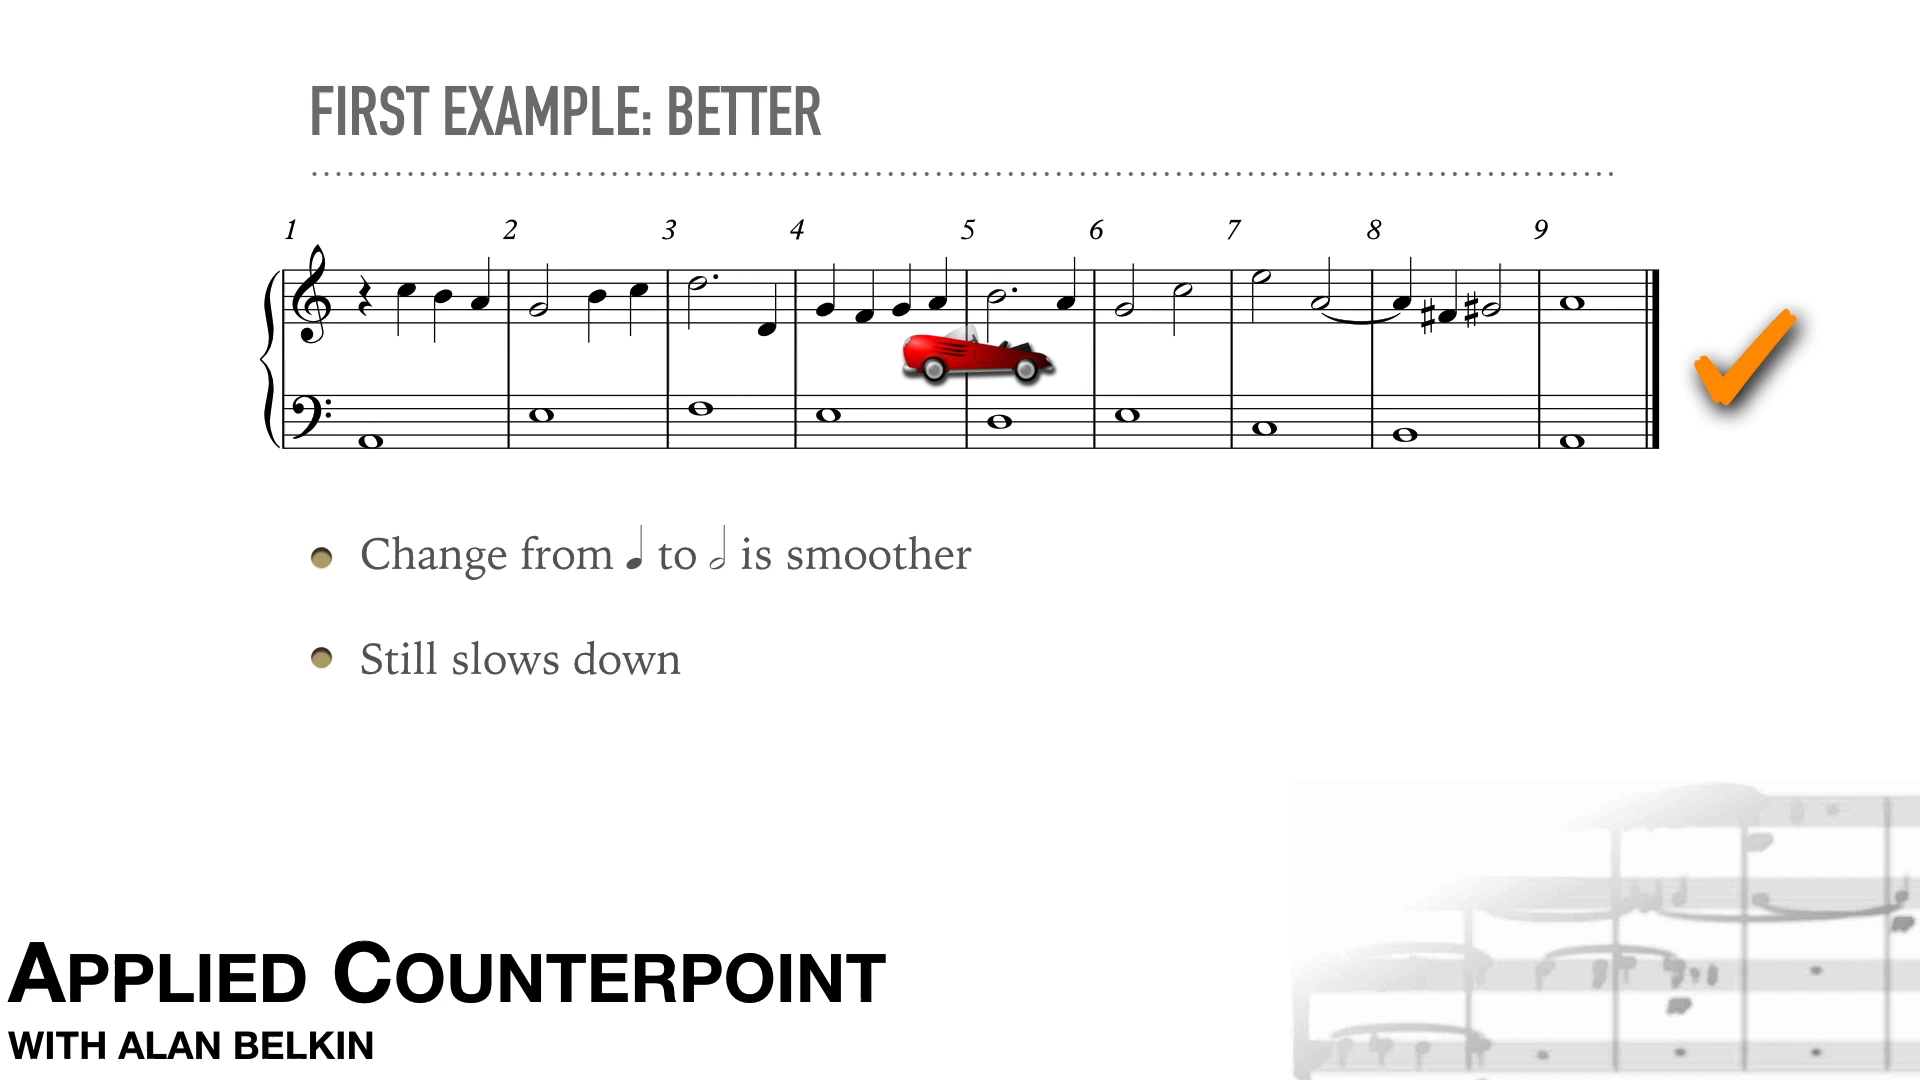 FIRST EXAMPLE: BETTER
1 2 3 4 5 6 7 8 9
Change from ♩ to 𝅗𝅥 is smoother
Still slows down
APPLIED COUNTERPOINT
WITH ALAN BELKIN